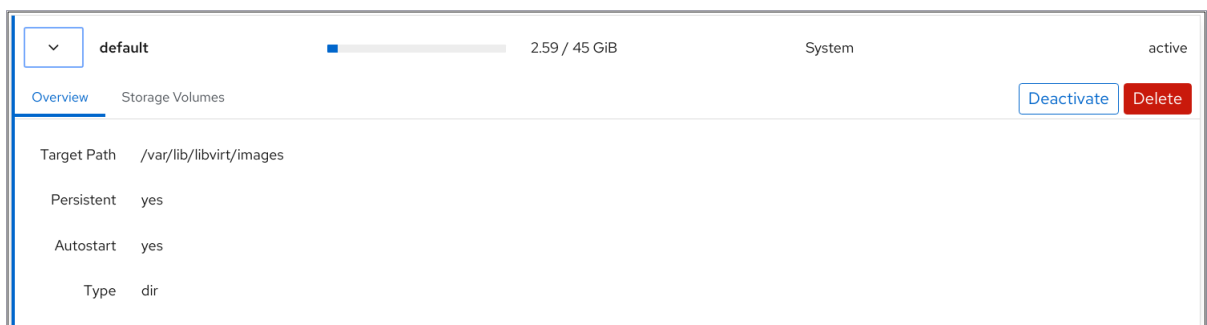 default 2.59 / 45 GiB System active
Overview Storage Volumes Deactivate Delete
Target Path /var/lib/libvirt/images
Persistent yes
Autostart yes
Type dir